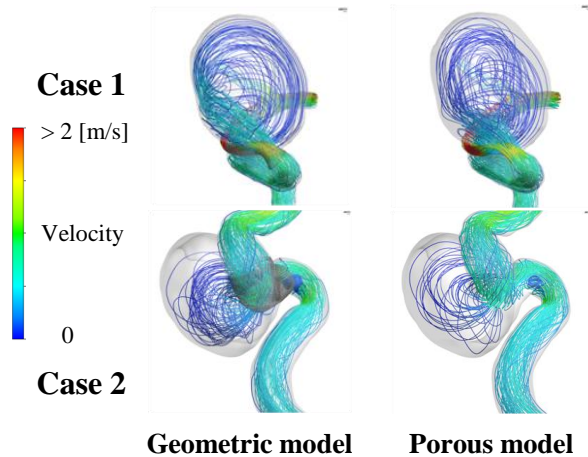 Case 1
> 2 [m/s]
Velocity
0
Case 2
Geometric model
Porous model